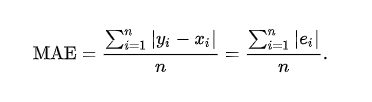 MAE = \frac{\sum_{i=1}^{n} |y_i - x_i|}{n} = \frac{\sum_{i=1}^{n} |e_i|}{n}.